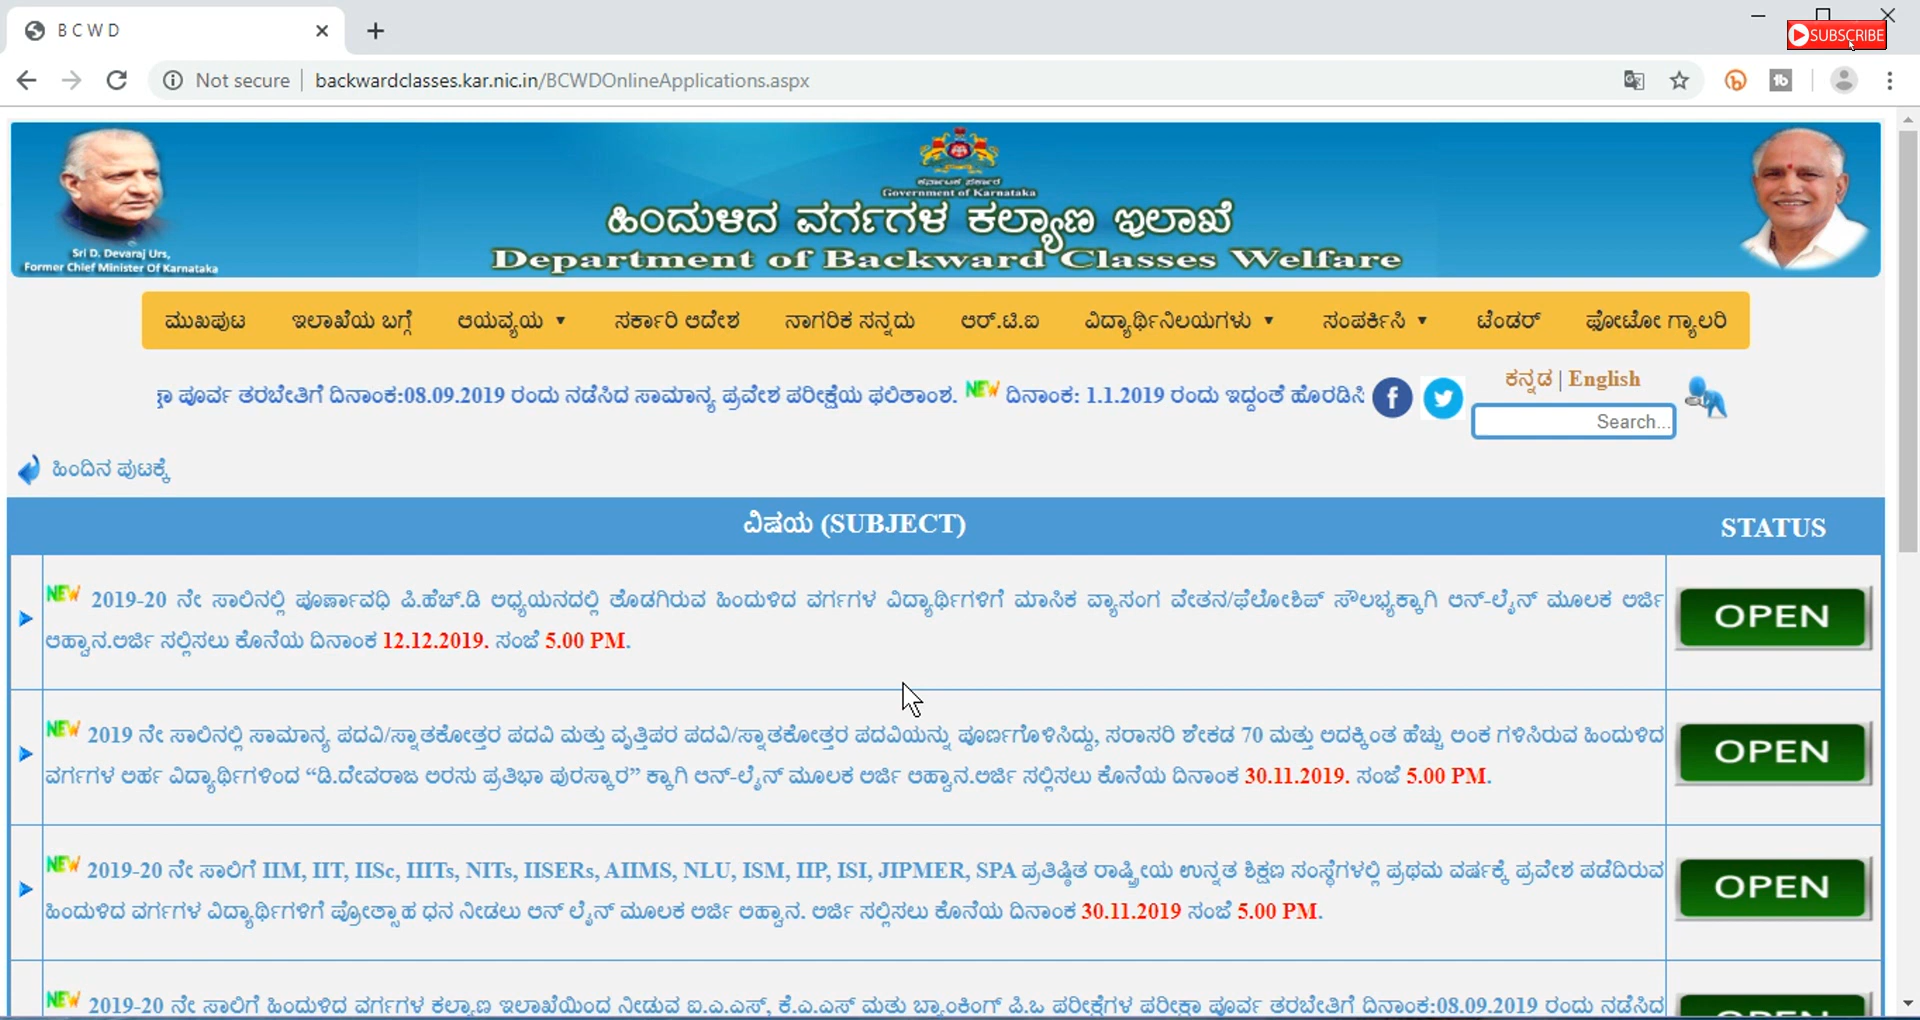 B C W D
SUBSCRIBE
Not secure
backwardclasses.kar.nic.in/BCWDOnlineApplications.aspx
ಕರ್ನಾಟಕ ಸರ್ಕಾರ
Government of Karnataka
ಹಿಂದುಳಿದ ವರ್ಗಗಳ ಕಲ್ಯಾಣ ಇಲಾಖೆ
Department of Backward Classes Welfare
Sri D. Devaraj Urs,
Former Chief Minister Of Karnataka
ಮುಖಪುಟ ಇಲಾಖೆಯ ಬಗ್ಗೆ ಆಯವ್ಯಯ ▼ ಸರ್ಕಾರಿ ಆದೇಶ ನಾಗರಿಕ ಸನ್ನದು ಆರ್.ಟಿ.ಐ ವಿದ್ಯಾರ್ಥಿನಿಲಯಗಳು ▼ ಸಂಪರ್ಕಿಸಿ ▼ ಟೆಂಡರ್ ಫೋಟೋ ಗ್ಯಾಲರಿ
ಪೂರ್ವ ತರಬೇತಿಗೆ ದಿನಾಂಕ:08.09.2019 ರಂದು ನಡೆಸಿದ ಸಾಮಾನ್ಯ ಪ್ರವೇಶ ಪರೀಕ್ಷೆಯ ಫಲಿತಾಂಶ. NEW ದಿನಾಂಕ: 1.1.2019 ರಂದು ಇದ್ದಂತೆ ಹೊರಡಿಸಿ
ಕನ್ನಡ | English
Search...
ಹಿಂದಿನ ಪುಟಕ್ಕೆ
ವಿಷಯ (SUBJECT) STATUS
NEW 2019-20 ನೇ ಸಾಲಿನಲ್ಲಿ ಪೂರ್ಣಾವಧಿ ಪಿ.ಹೆಚ್.ಡಿ ಅಧ್ಯಯನದಲ್ಲಿ ತೊಡಗಿರುವ ಹಿಂದುಳಿದ ವರ್ಗಗಳ ವಿದ್ಯಾರ್ಥಿಗಳಿಗೆ ಮಾಸಿಕ ವ್ಯಾಸಂಗ ವೇತನ/ಫೆಲೋಶಿಪ್ ಸೌಲಭ್ಯಕ್ಕಾಗಿ ಆನ್-ಲೈನ್ ಮೂಲಕ ಅರ್ಜಿ
ಆಹ್ವಾನ.ಅರ್ಜಿ ಸಲ್ಲಿಸಲು ಕೊನೆಯ ದಿನಾಂಕ 12.12.2019. ಸಂಜೆ 5.00 PM.
OPEN
NEW 2019 ನೇ ಸಾಲಿನಲ್ಲಿ ಸಾಮಾನ್ಯ ಪದವಿ/ಸ್ನಾತಕೋತ್ತರ ಪದವಿ ಮತ್ತು ವೃತ್ತಿಪರ ಪದವಿ/ಸ್ನಾತಕೋತ್ತರ ಪದವಿಯನ್ನು ಪೂರ್ಣಗೊಳಿಸಿದ್ದು, ಸರಾಸರಿ ಶೇಕಡ 70 ಮತ್ತು ಅದಕ್ಕಿಂತ ಹೆಚ್ಚು ಅಂಕ ಗಳಿಸಿರುವ ಹಿಂದುಳಿದ
ವರ್ಗಗಳ ಅರ್ಹ ವಿದ್ಯಾರ್ಥಿಗಳಿಂದ “ಡಿ.ದೇವರಾಜ ಅರಸು ಪ್ರತಿಭಾ ಪುರಸ್ಕಾರ” ಕ್ಕಾಗಿ ಆನ್-ಲೈನ್ ಮೂಲಕ ಅರ್ಜಿ ಆಹ್ವಾನ.ಅರ್ಜಿ ಸಲ್ಲಿಸಲು ಕೊನೆಯ ದಿನಾಂಕ 30.11.2019. ಸಂಜೆ 5.00 PM.
OPEN
NEW 2019-20 ನೇ ಸಾಲಿಗೆ IIM, IIT, IISc, IIITs, NITs, IISERs, AIIMS, NLU, ISM, IIP, ISI, JIPMER, SPA ಪ್ರತಿಷ್ಠಿತ ರಾಷ್ಟ್ರೀಯ ಉನ್ನತ ಶಿಕ್ಷಣ ಸಂಸ್ಥೆಗಳಲ್ಲಿ ಪ್ರಥಮ ವರ್ಷಕ್ಕೆ ಪ್ರವೇಶ ಪಡೆದಿರುವ
ಹಿಂದುಳಿದ ವರ್ಗಗಳ ವಿದ್ಯಾರ್ಥಿಗಳಿಗೆ ಪ್ರೋತ್ಸಾಹ ಧನ ನೀಡಲು ಆನ್ ಲೈನ್ ಮೂಲಕ ಅರ್ಜಿ ಅಹ್ವಾನ. ಅರ್ಜಿ ಸಲ್ಲಿಸಲು ಕೊನೆಯ ದಿನಾಂಕ 30.11.2019 ಸಂಜೆ 5.00 PM.
OPEN
NEW 2019-20 ನೇ ಸಾಲಿಗೆ ಹಿಂದುಳಿದ ವರ್ಗಗಳ ಕಲ್ಯಾಣ ಇಲಾಖೆಯಿಂದ ನೀಡುವ ಐ.ಎ.ಎಸ್, ಕೆ.ಎ.ಎಸ್ ಮತ್ತು ಬ್ಯಾಂಕಿಂಗ್ ಪಿ.ಒ ಪರೀಕ್ಷೆಗಳ ಪರೀಕ್ಷಾ ಪೂರ್ವ ತರಬೇತಿಗೆ ದಿನಾಂಕ:08.09.2019 ರಂದು ನಡೆಸಿದ
OPEN